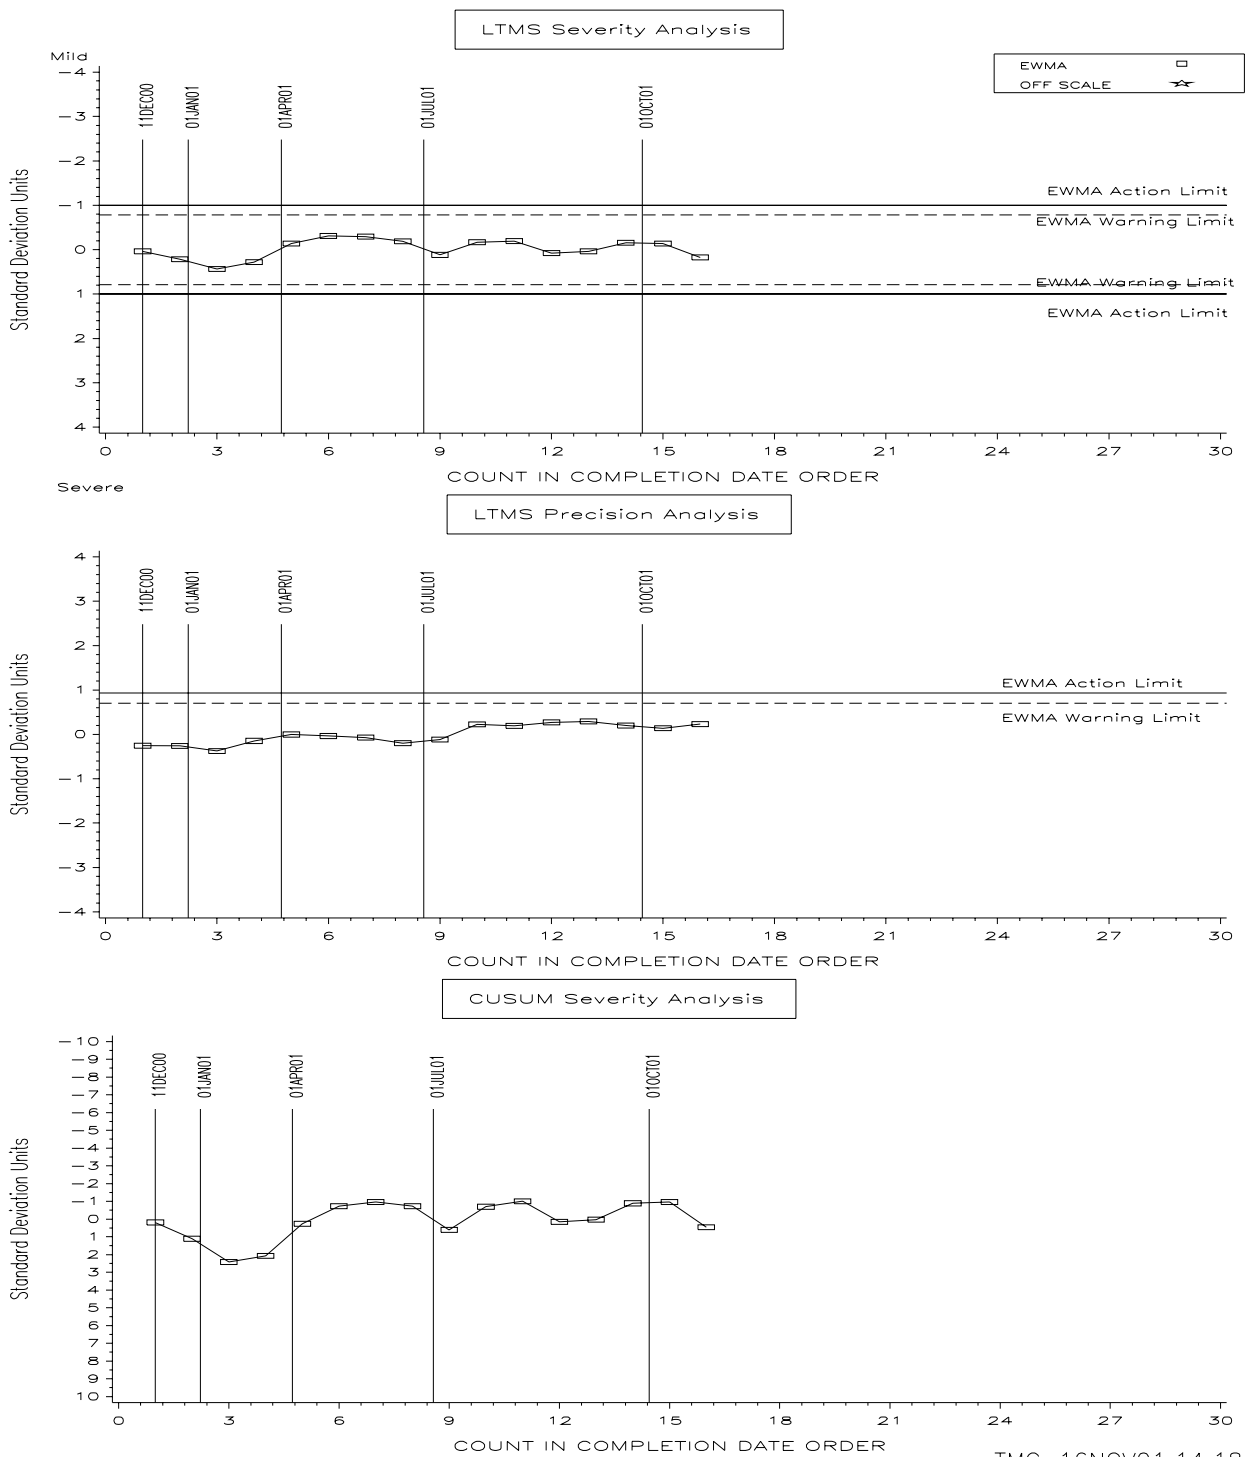 LTMS Severity Analysis
Mild
EWMA
OFF SCALE
Standard Deviation Units
-4
-3
-2
-1
0
1
2
3
4
11DEC00
01JAN01
01APR01
01JUL01
01OCT01
EWMA Action Limit
EWMA Warning Limit
EWMA Warning Limit
EWMA Action Limit
0 3 6 9 12 15 18 21 24 27 30
COUNT IN COMPLETION DATE ORDER
Severe
LTMS Precision Analysis
Standard Deviation Units
4
3
2
1
0
-1
-2
-3
-4
11DEC00
01JAN01
01APR01
01JUL01
01OCT01
EWMA Action Limit
EWMA Warning Limit
0 3 6 9 12 15 18 21 24 27 30
COUNT IN COMPLETION DATE ORDER
CUSUM Severity Analysis
Standard Deviation Units
-10
-9
-8
-7
-6
-5
-4
-3
-2
-1
0
1
2
3
4
5
6
7
8
9
10
11DEC00
01JAN01
01APR01
01JUL01
01OCT01
0 3 6 9 12 15 18 21 24 27 30
COUNT IN COMPLETION DATE ORDER